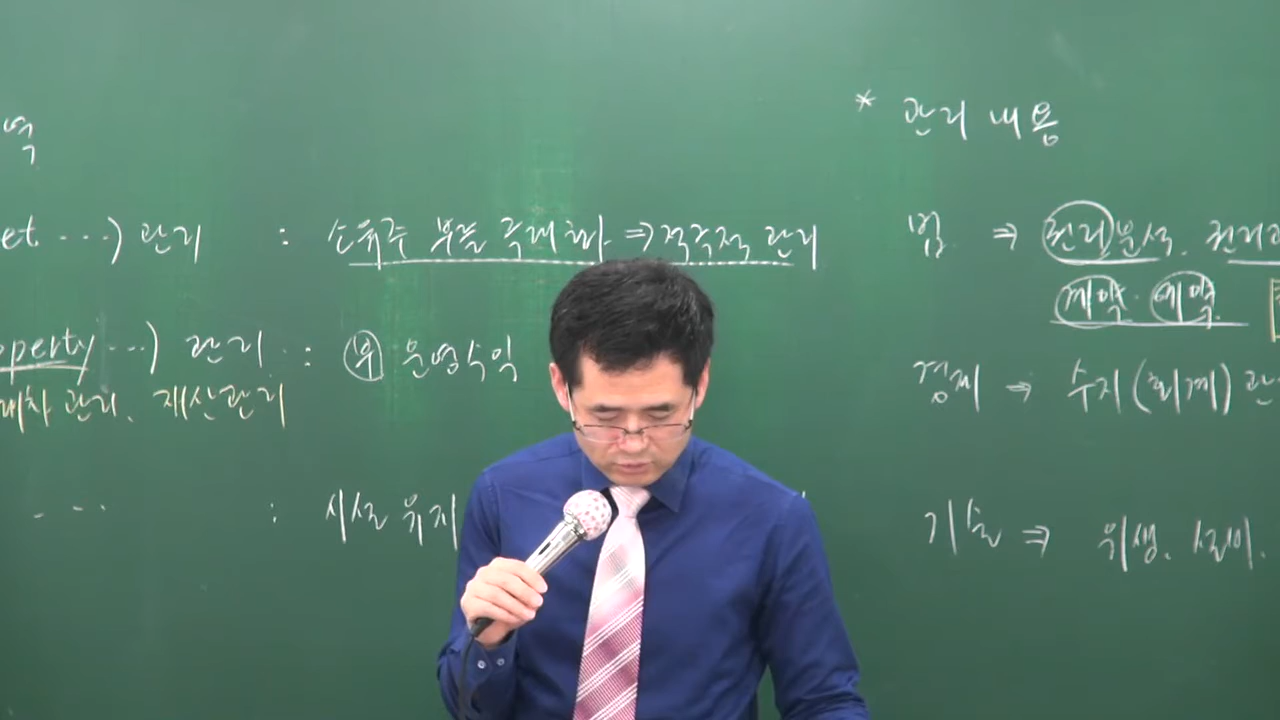 역
et. ...) 관리 : 소유주 부를 극대화 ⇒ 적극적 관리
operty ...) 관리 : 부 운영수익
대차 관리, 재산관리
... : 시설 유지
* 관리 내용
법 ⇒ 권리분석, 권리
계약 · 예약
경제 ⇒ 수지(회계) 관
기술 ⇒ 위생, 설비,